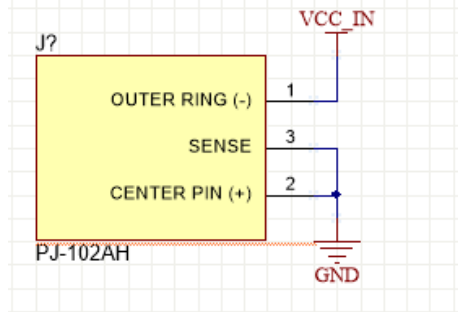 VCC_IN
J?
OUTER RING (-) 1
SENSE 3
CENTER PIN (+) 2
PJ-102AH
GND